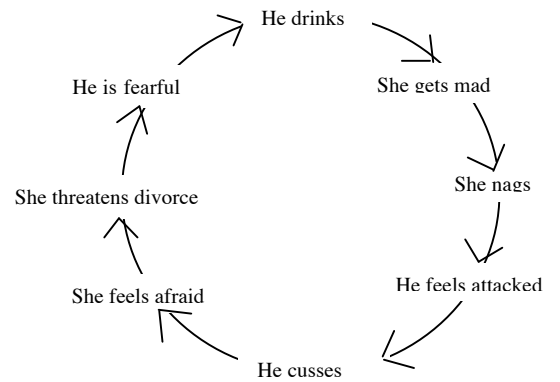 He drinks
She gets mad
She nags
He feels attacked
He cusses
She feels afraid
She threatens divorce
He is fearful